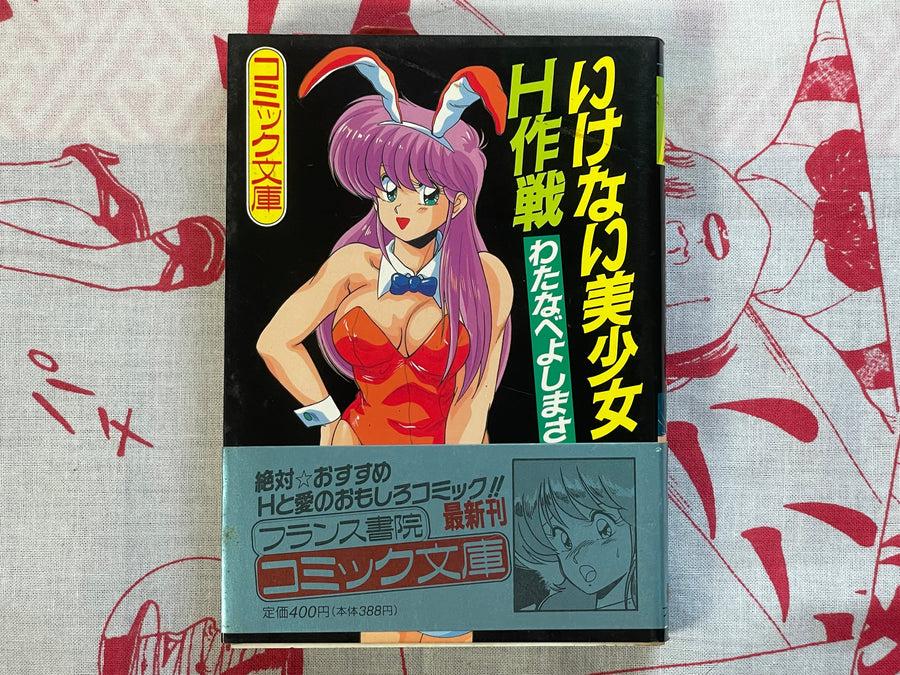 コミック文庫
いけない美少女
H作戦
わたなべよしまさ
絶対☆おすすめ
Hと愛のおもしろコミック!!
最新刊
フランス書院
コミック文庫
定価400円(本体388円)
パチ